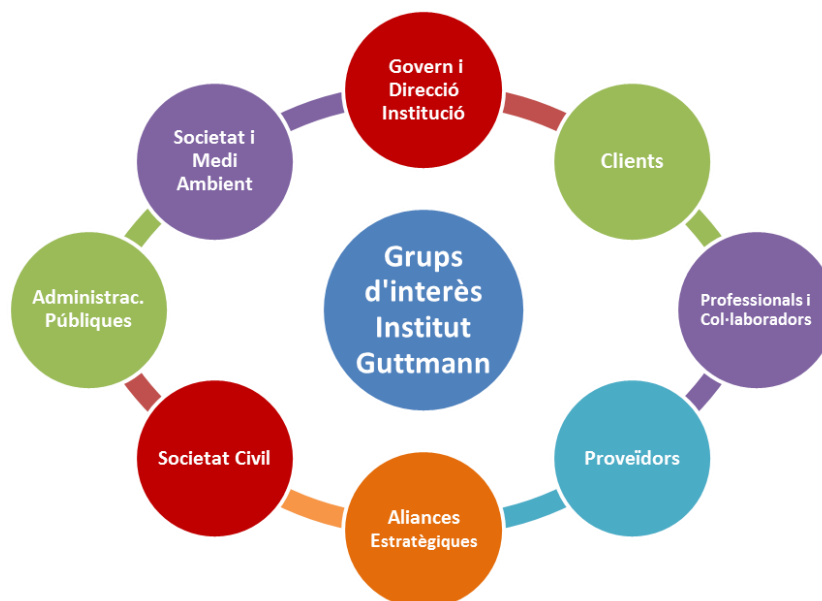 Govern i
Direcció
Institució
Clients
Professionals i
Col·laboradors
Proveïdors
Aliances
Estratègiques
Societat Civil
Administrac.
Públiques
Societat i
Medi
Ambient
Grups
d'interès
Institut
Guttmann